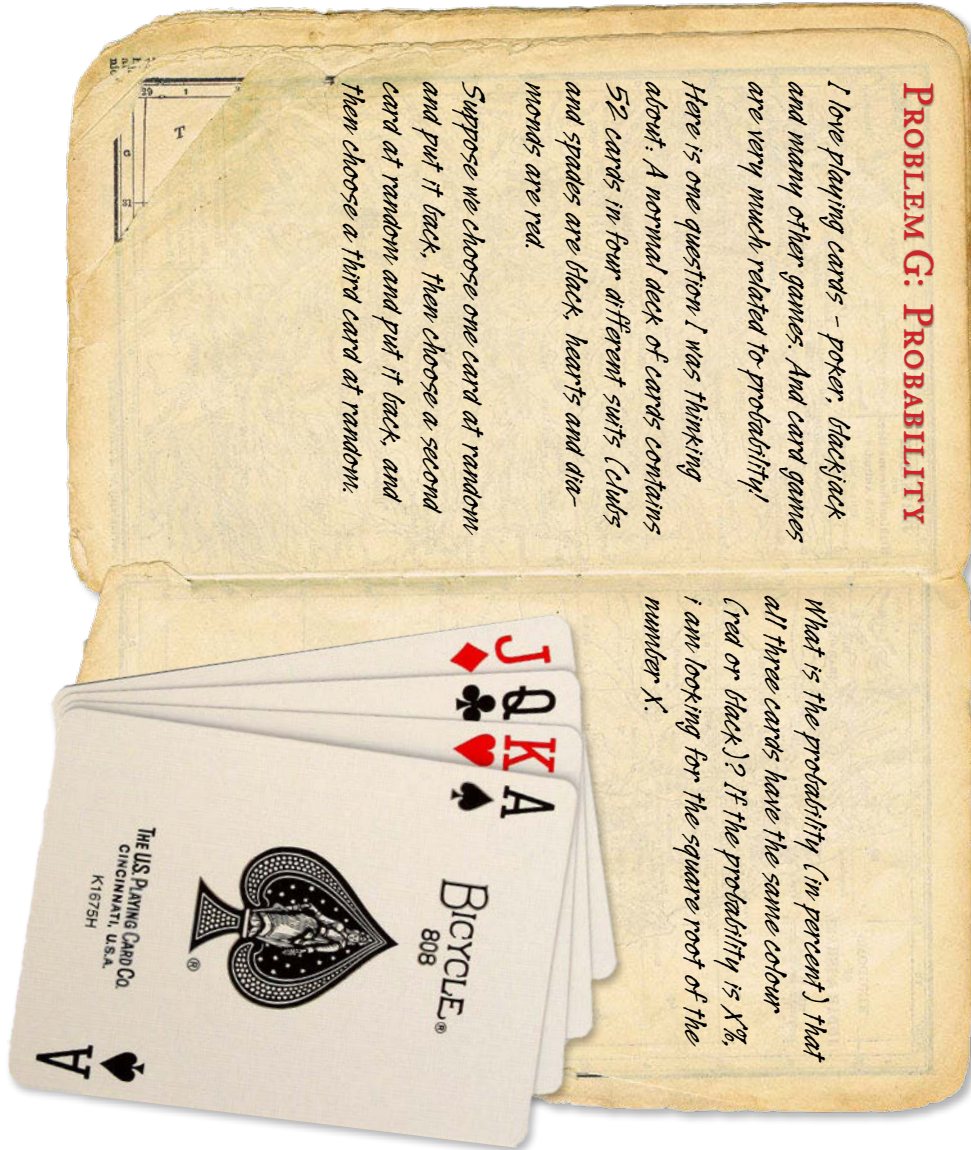 PROBLEM G: PROBABILITY
I love playing cards - poker, blackjack
and many other games. And card games
are very much related to probability!
Here is one question I was thinking
about: A normal deck of cards contains
52 cards in four different suits (clubs
and spades are black, hearts and dia-
monds are red.
Suppose we choose one card at random
and put it back, then choose a second
card at random and put it back, and
then choose a third card at random.
What is the probability (in percent) that
all three cards have the same colour
(red or black)? If the probability is X%,
i am looking for the square root of the
number X.
J
Q
K
A
BICYCLE®
808
®
THE U.S. PLAYING CARD CO.
CINCINNATI, U.S.A.
K1675H
A
29 1
T
G
31